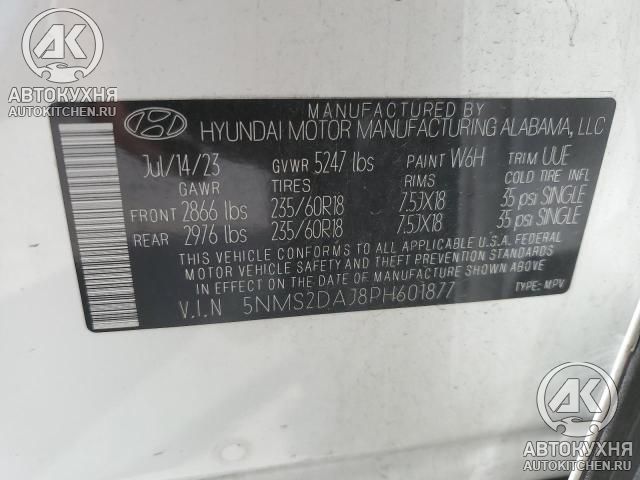 АК
АВТОКУХНЯ
AUTOKITCHEN.RU
MANUFACTURED BY
HYUNDAI MOTOR MANUFACTURING ALABAMA, LLC
Jul/14/23 GVWR 5247 lbs PAINT W6H TRIM UUE
GAWR TIRES RIMS COLD TIRE INFL
FRONT 2866 lbs 235/60R18 7.5JX18 35 psi SINGLE
REAR 2976 lbs 235/60R18 7.5JX18 35 psi SINGLE
THIS VEHICLE CONFORMS TO ALL APPLICABLE U.S.A. FEDERAL
MOTOR VEHICLE SAFETY AND THEFT PREVENTION STANDARDS
IN EFFECT ON THE DATE OF MANUFACTURE SHOWN ABOVE.
V.I.N 5NMS2DAJ8PH601877 TYPE: MPV
АК
АВТОКУХНЯ
AUTOKITCHEN.RU